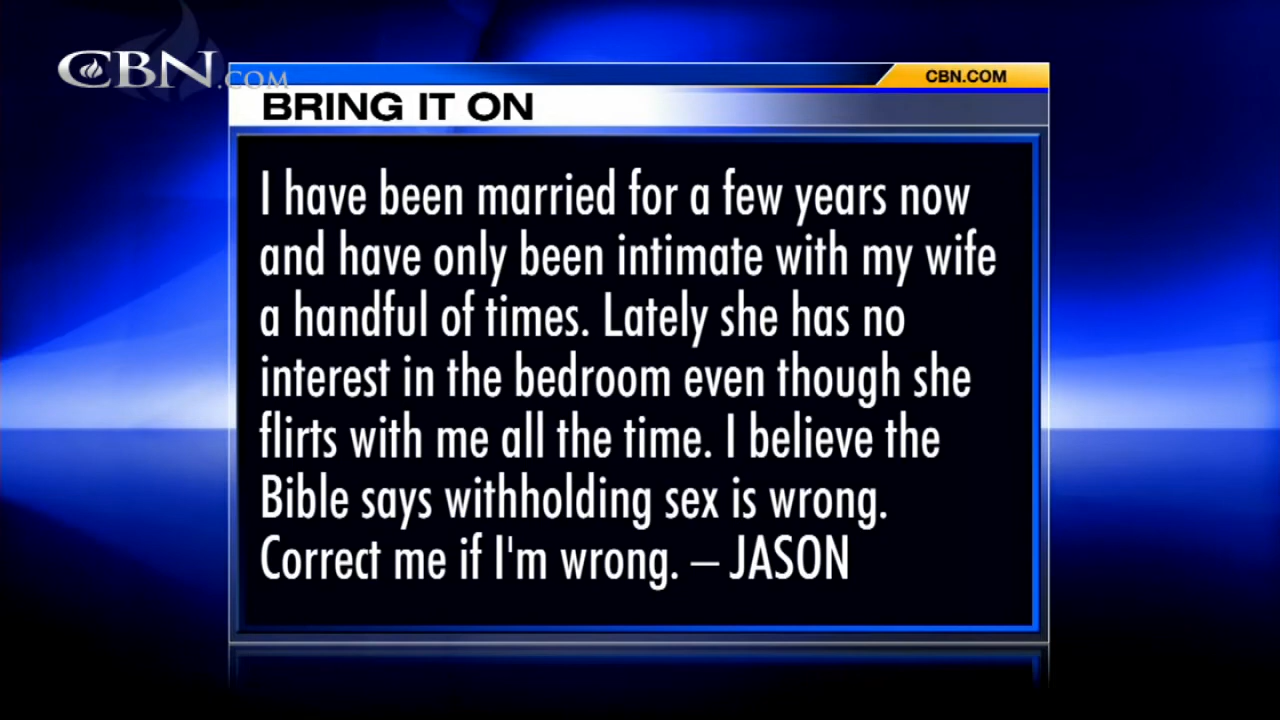 CBN.COM
CBN.COM
BRING IT ON
I have been married for a few years now
and have only been intimate with my wife
a handful of times. Lately she has no
interest in the bedroom even though she
flirts with me all the time. I believe the
Bible says withholding sex is wrong.
Correct me if I'm wrong. – JASON